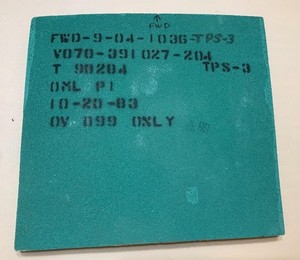 FWD
FWD-9-04-1036-TPS-3
V070-391027-204
T 90204 TPS-3
OML P1
10-20-83
OV 099 ONLY